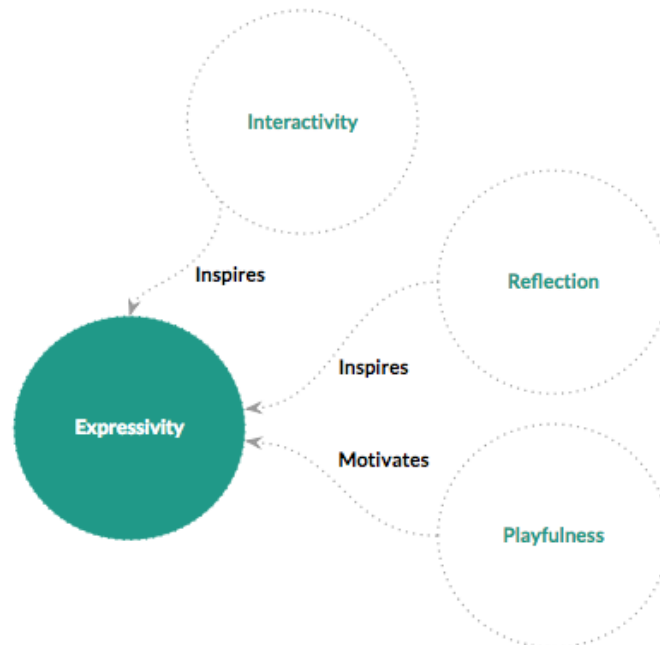 Interactivity
Inspires
Reflection
Inspires
Expressivity
Motivates
Playfulness